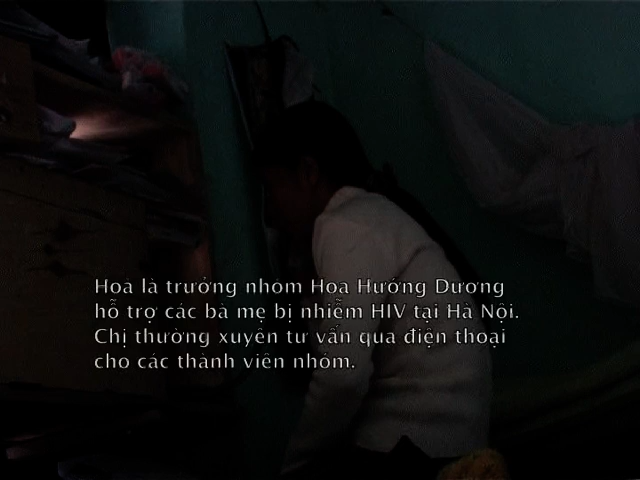 Hoa là trưởng nhóm Hoa Hướng Dương
hỗ trợ các bà mẹ bị nhiễm HIV tại Hà Nội.
Chị thường xuyên tư vấn qua điện thoại
cho các thành viên nhóm.